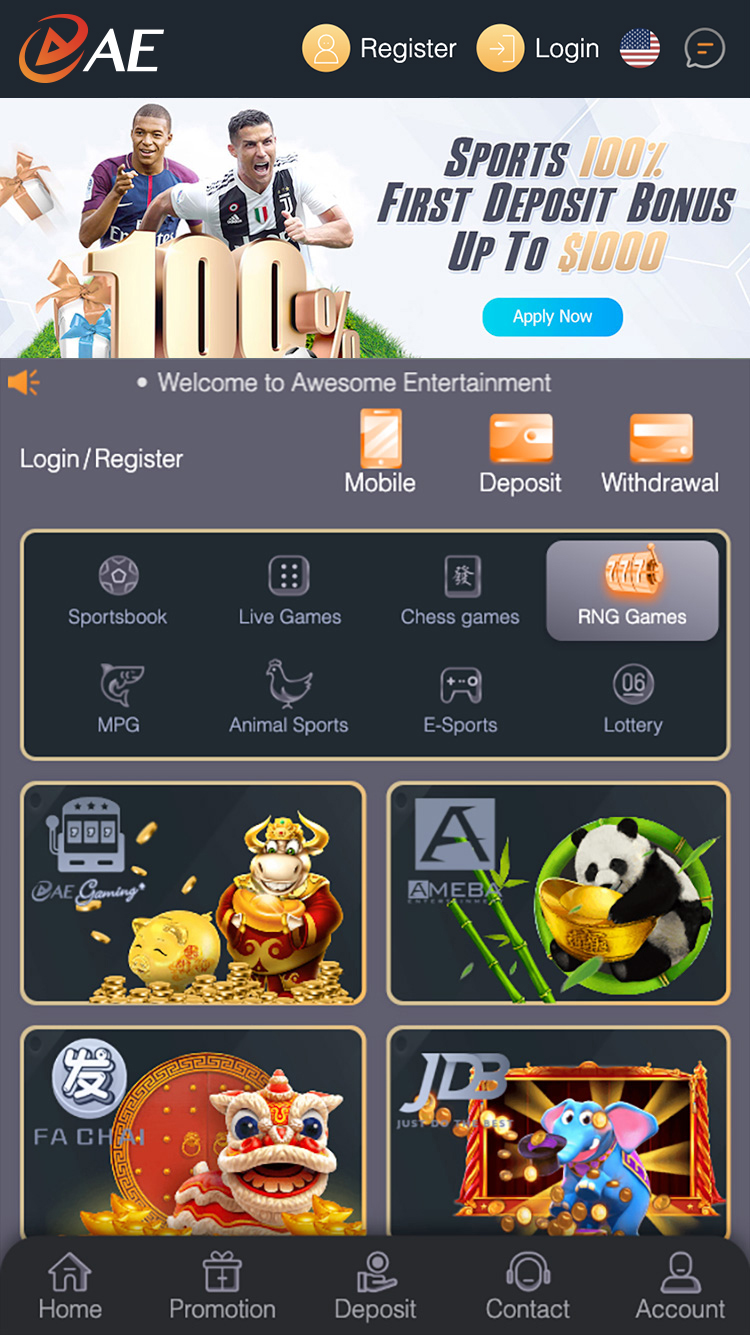 AE
Register
Login
SPORTS 100%
FIRST DEPOSIT BONUS
UP TO $1000
100%
Apply Now
• Welcome to Awesome Entertainment
Login/Register
Mobile
Deposit
Withdrawal
Sportsbook
Live Games
Chess games
RNG Games
MPG
Animal Sports
E-Sports
06
Lottery
777
AE Gaming+
A
AMEBA
ENTERTAINMENT
发
FA CHAI
JDB
JUST DO THE BEST
Home
Promotion
Deposit
Contact
Account